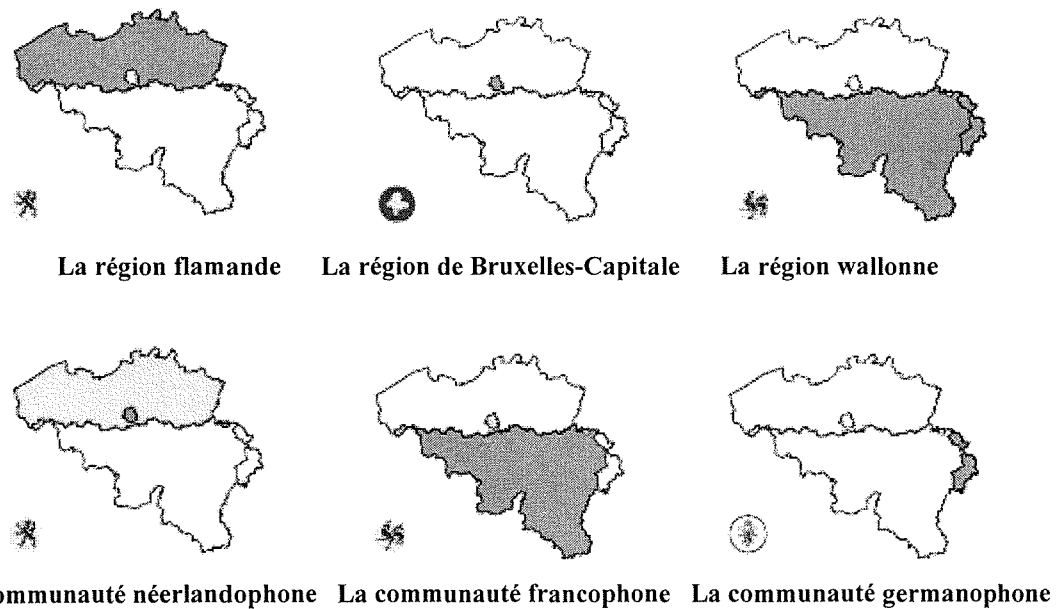 La région flamande
La région de Bruxelles-Capitale
La région wallonne
ommunauté néerlandophone
La communauté francophone
La communauté germanophone